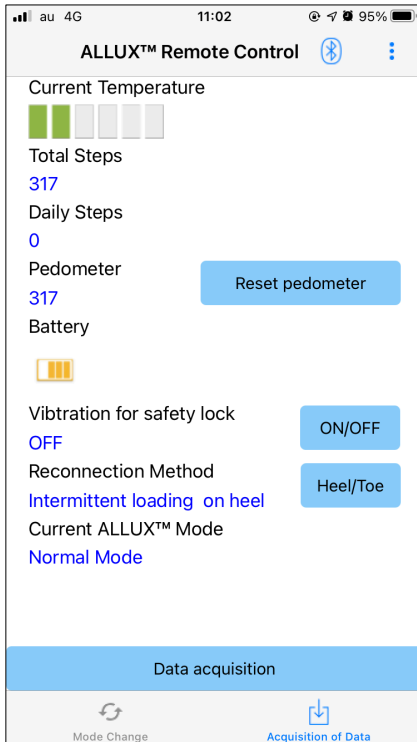 au 4G 11:02 95%
ALLUX™ Remote Control
Current Temperature
Total Steps
317
Daily Steps
0
Pedometer
317
Reset pedometer
Battery
Vibtration for safety lock
OFF
ON/OFF
Reconnection Method
Intermittent loading on heel
Heel/Toe
Current ALLUX™ Mode
Normal Mode
Data acquisition
Mode Change
Acquisition of Data